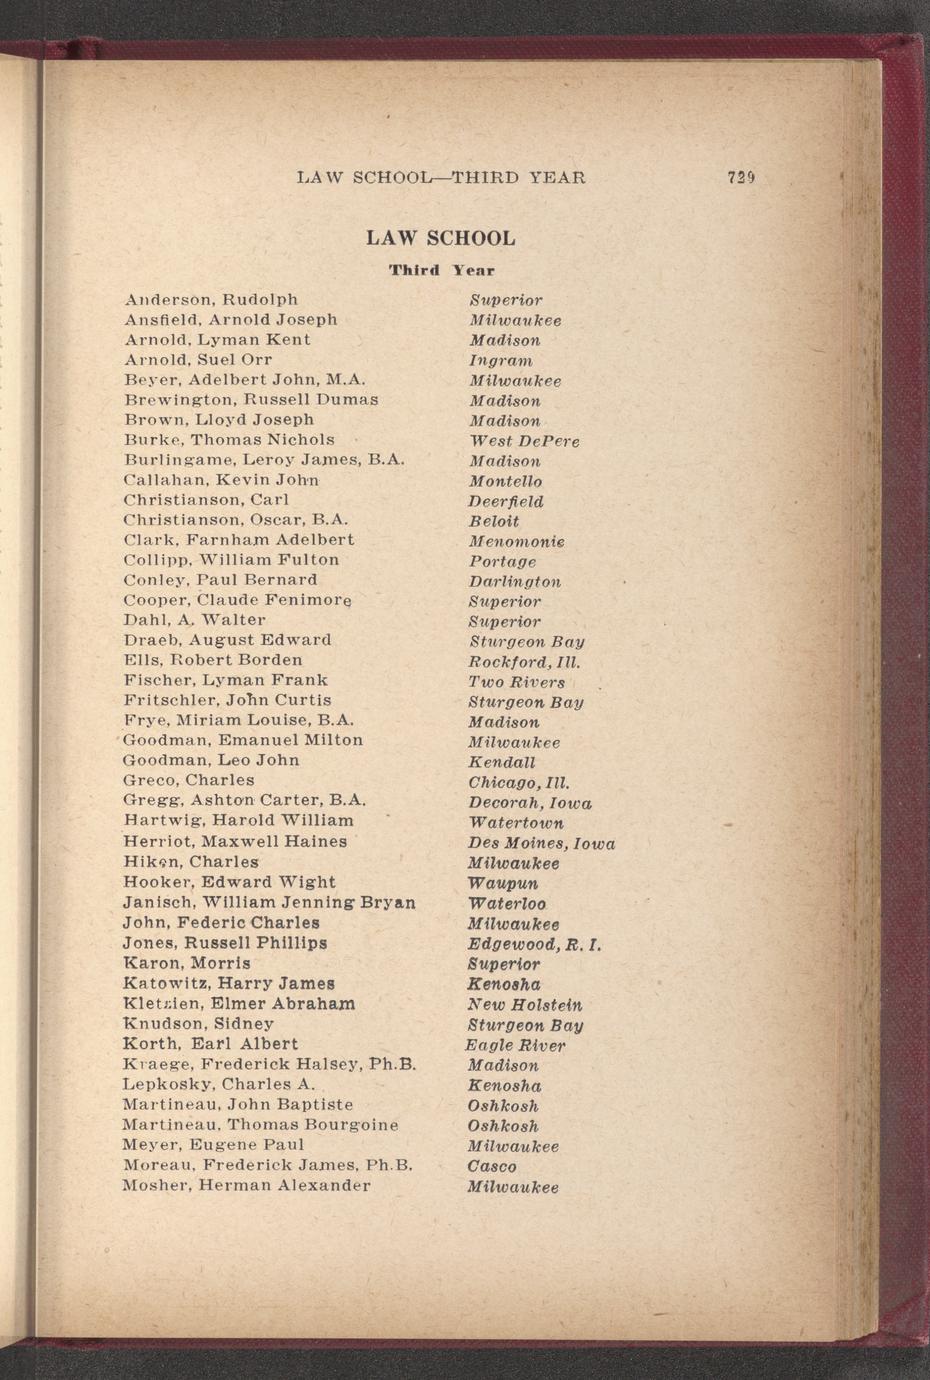 LAW SCHOOL—THIRD YEAR 729
LAW SCHOOL
Third Year
Anderson, Rudolph Superior
Ansfield, Arnold Joseph Milwaukee
Arnold, Lyman Kent Madison
Arnold, Suel Orr Ingram
Beyer, Adelbert John, M.A. Milwaukee
Brewington, Russell Dumas Madison
Brown, Lloyd Joseph Madison
Burke, Thomas Nichols West DePere
Burlingame, Leroy James, B.A. Madison
Callahan, Kevin John Montello
Christianson, Carl Deerfield
Christianson, Oscar, B.A. Beloit
Clark, Farnham Adelbert Menomonie
Collipp, William Fulton Portage
Conley, Paul Bernard Darlington
Cooper, Claude Fenimore Superior
Dahl, A. Walter Superior
Draeb, August Edward Sturgeon Bay
Ells, Robert Borden Rockford, Ill.
Fischer, Lyman Frank Two Rivers
Fritschler, John Curtis Sturgeon Bay
Frye, Miriam Louise, B.A. Madison
Goodman, Emanuel Milton Milwaukee
Goodman, Leo John Kendall
Greco, Charles Chicago, Ill.
Gregg, Ashton Carter, B.A. Decorah, Iowa
Hartwig, Harold William Watertown
Herriot, Maxwell Haines Des Moines, Iowa
Hiken, Charles Milwaukee
Hooker, Edward Wight Waupun
Janisch, William Jenning Bryan Waterloo
John, Federic Charles Milwaukee
Jones, Russell Phillips Edgewood, R. I.
Karon, Morris Superior
Katowitz, Harry James Kenosha
Kletzien, Elmer Abraham New Holstein
Knudson, Sidney Sturgeon Bay
Korth, Earl Albert Eagle River
Kraege, Frederick Halsey, Ph.B. Madison
Lepkosky, Charles A. Kenosha
Martineau, John Baptiste Oshkosh
Martineau, Thomas Bourgoine Oshkosh
Meyer, Eugene Paul Milwaukee
Moreau, Frederick James, Ph.B. Casco
Mosher, Herman Alexander Milwaukee